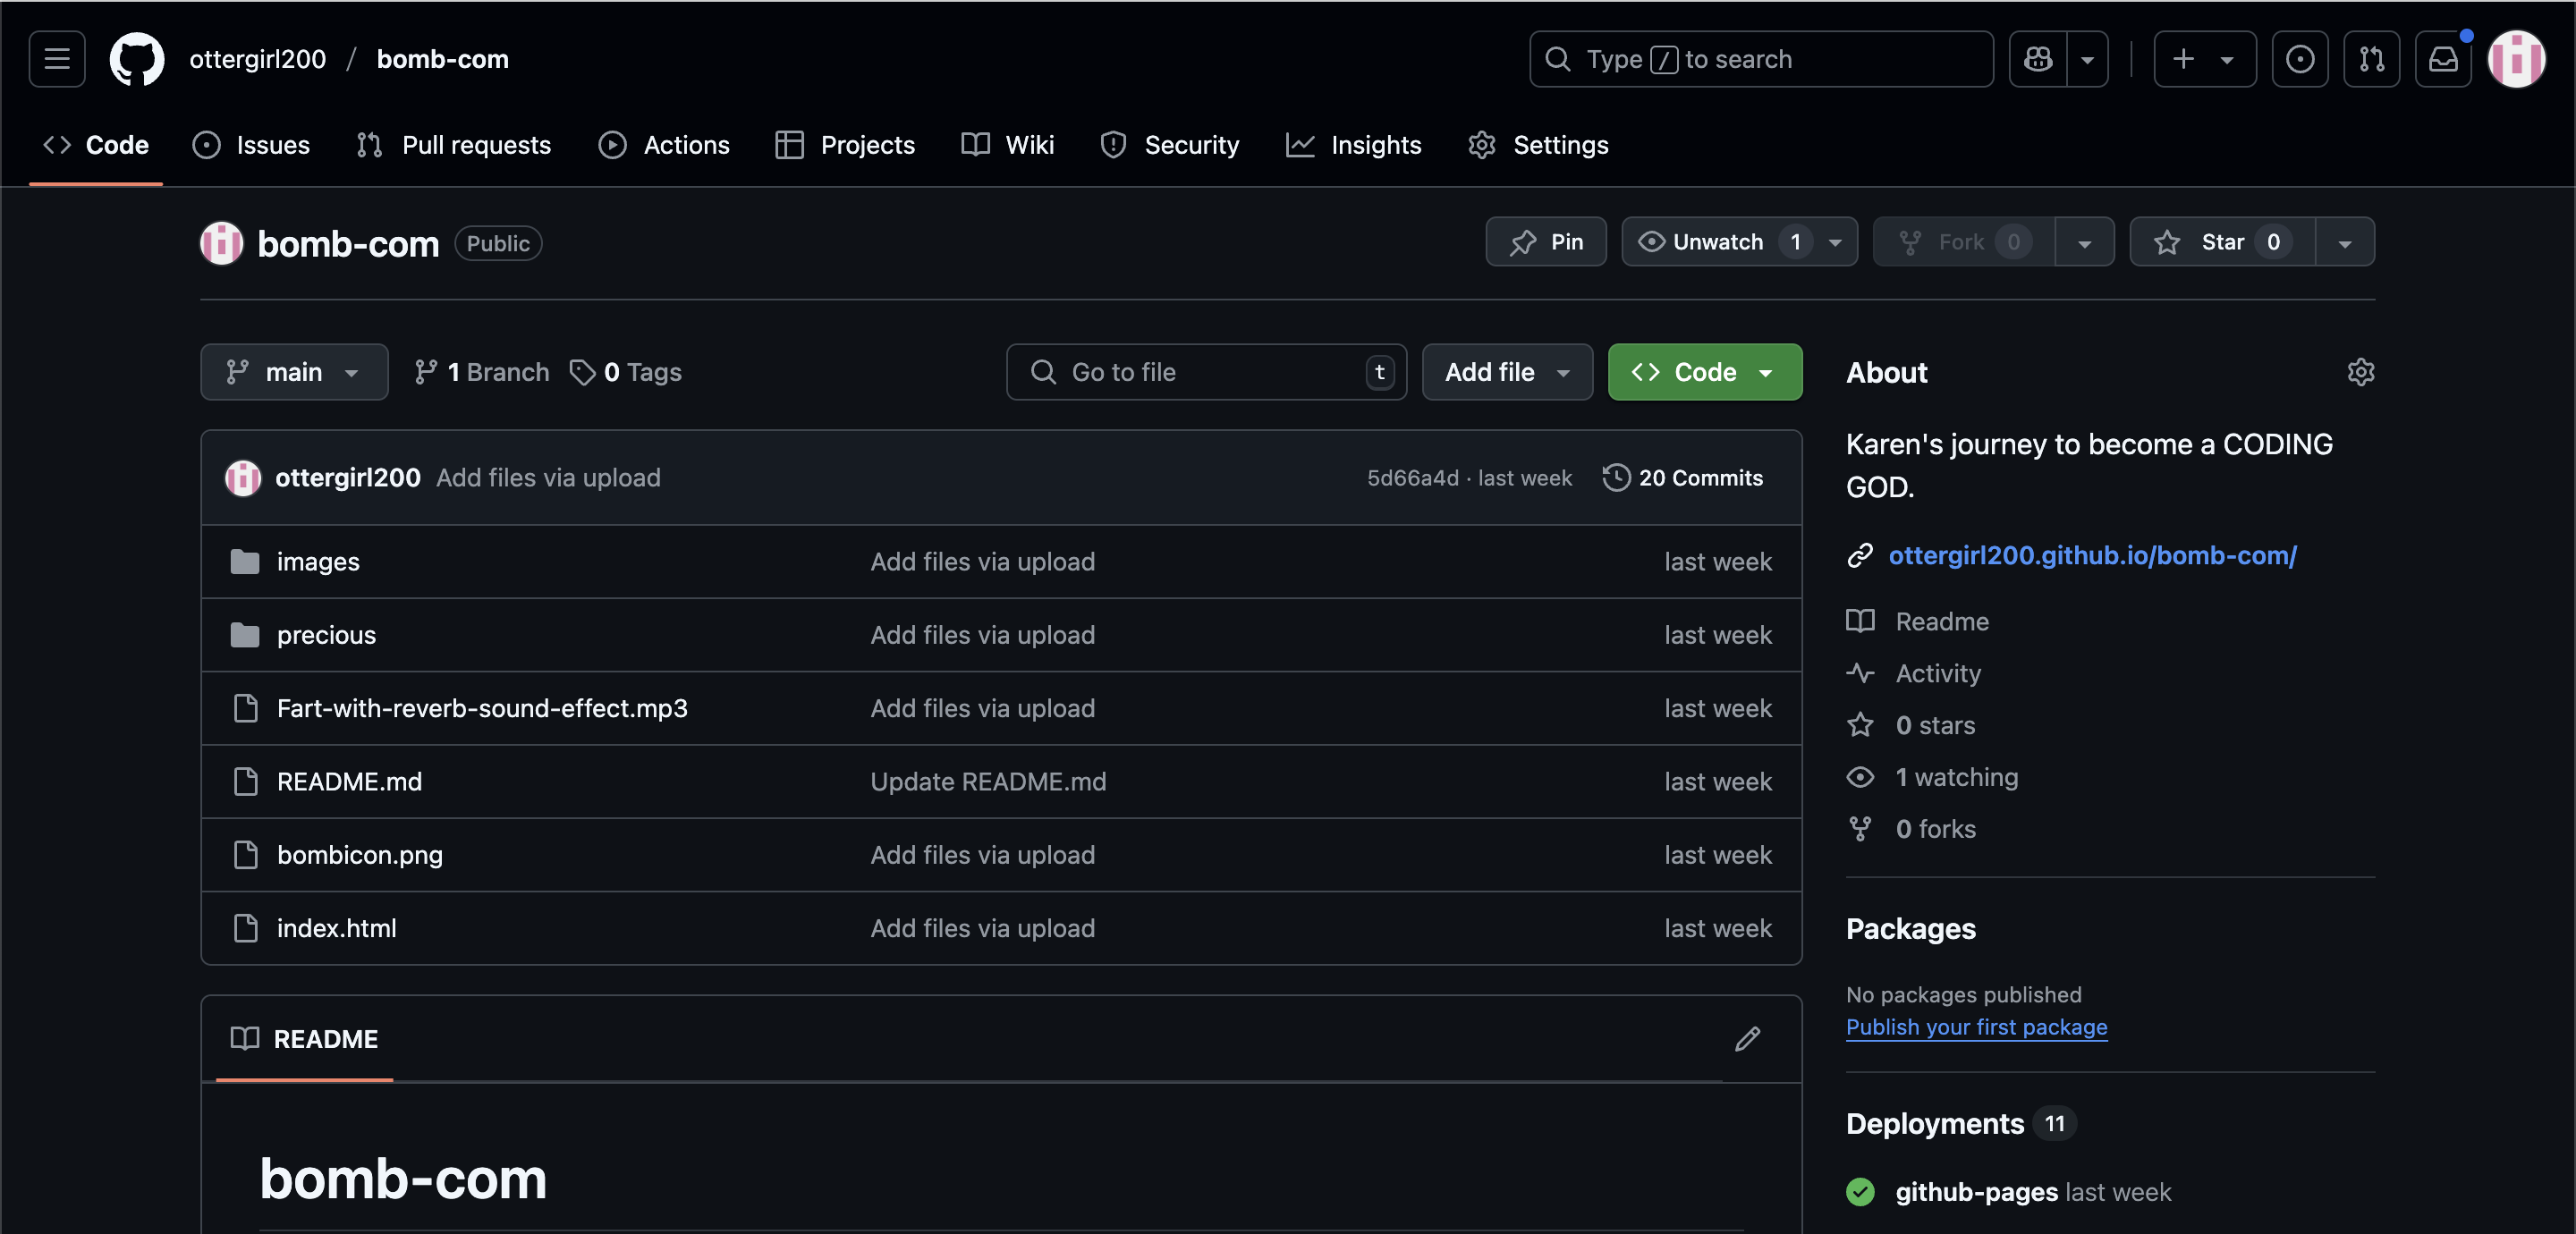 ottergirl200 / bomb-com
Type / to search
Code Issues Pull requests Actions Projects Wiki Security Insights Settings
bomb-com Public
Pin Unwatch 1 Fork 0 Star 0
main 1 Branch 0 Tags
Go to file t Add file Code
ottergirl200 Add files via upload 5d66a4d · last week 20 Commits
images Add files via upload last week
precious Add files via upload last week
Fart-with-reverb-sound-effect.mp3 Add files via upload last week
README.md Update README.md last week
bombicon.png Add files via upload last week
index.html Add files via upload last week
README
bomb-com
About
Karen's journey to become a CODING
GOD.
ottergirl200.github.io/bomb-com/
Readme
Activity
0 stars
1 watching
0 forks
Packages
No packages published
Publish your first package
Deployments 11
github-pages last week